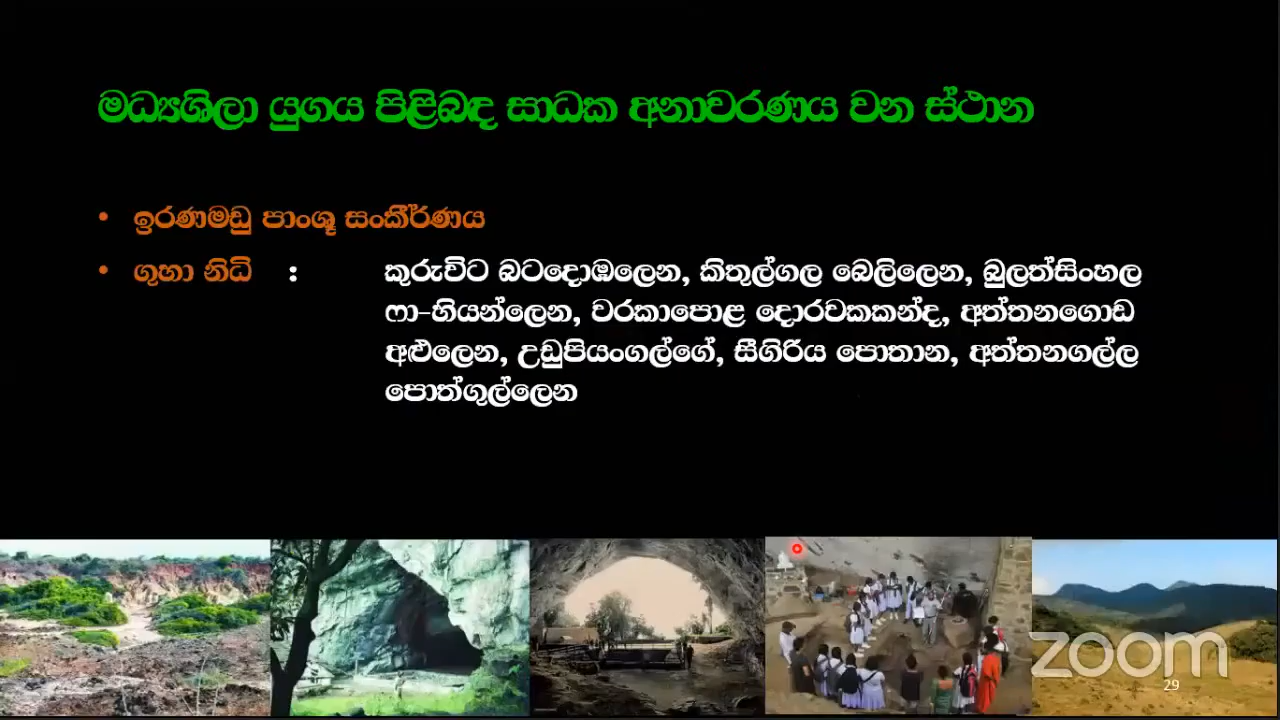 මධ්‍යශිලා යුගය පිළිබඳ සාධක අනාවරණය වන ස්ථාන
• ඉරණමඩු පාංශු සංකීර්ණය
• ගුහා නිධි : කුරුවිට බටදොඹලෙන, කිතුල්ගල බෙලිලෙන, බුලත්සිංහල
ෆා-හියන්ලෙන, වරකාපොළ දොරවකකන්ද, අත්තනගොඩ
අළුලෙන, උඩුපියංගල්ගේ, සීගිරිය පොතාන, අත්තනගල්ල
පොත්ගුල්ලෙන
zoom
29